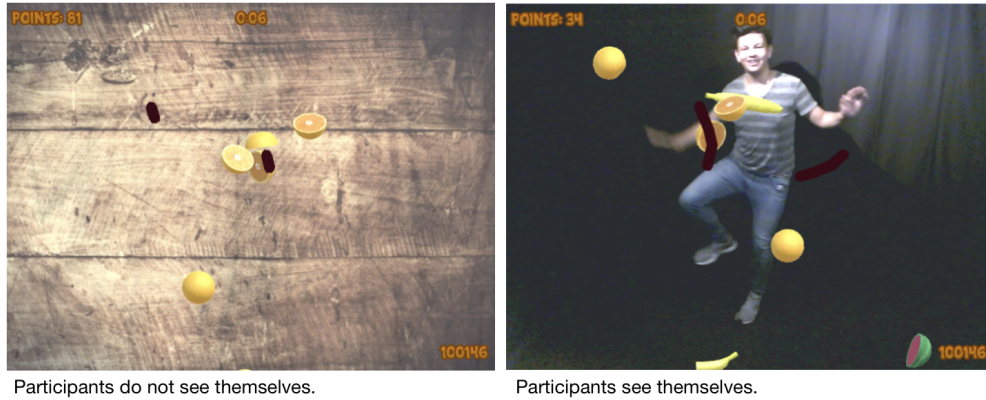 POINTS: 81
0:06
100146
Participants do not see themselves.
POINTS: 34
0:06
100146
Participants see themselves.